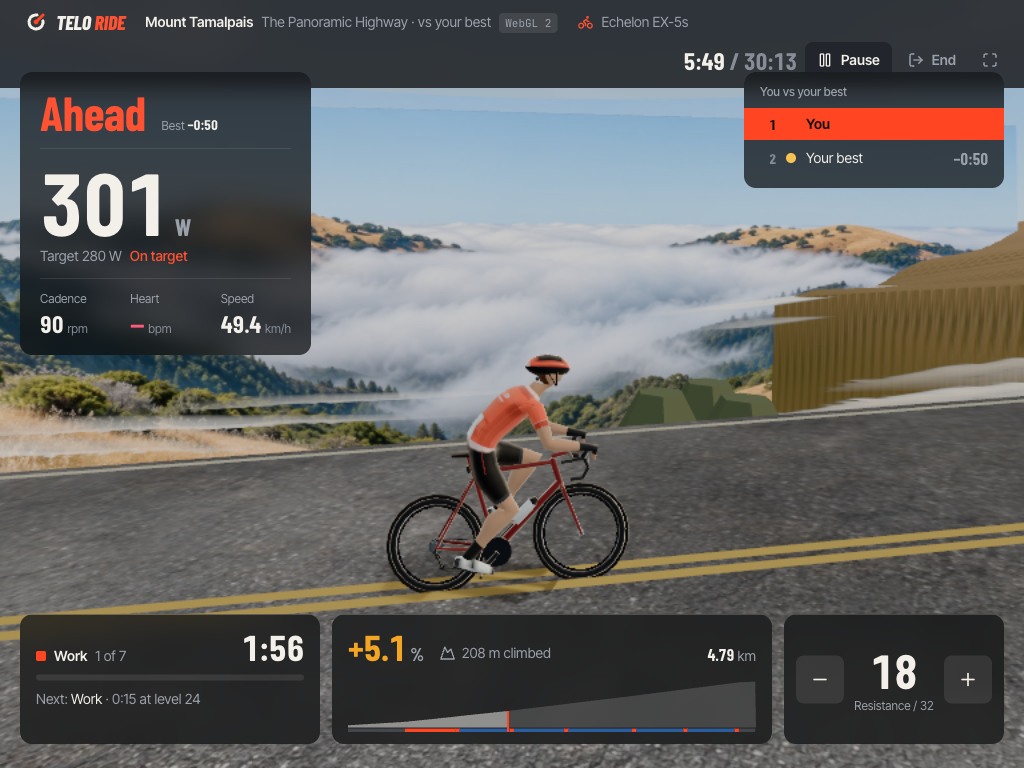 TELO RIDE Mount Tamalpais The Panoramic Highway · vs your best WebGL 2 Echelon EX-5s
5:49 / 30:13 Pause End
Ahead Best −0:50
301 W
Target 280 W On target
Cadence Heart Speed
90 rpm – bpm 49.4 km/h
You vs your best
1 You
2 Your best −0:50
Work 1 of 7 1:56
Next: Work · 0:15 at level 24
+5.1 % 208 m climbed 4.79 km
− 18 +
Resistance / 32